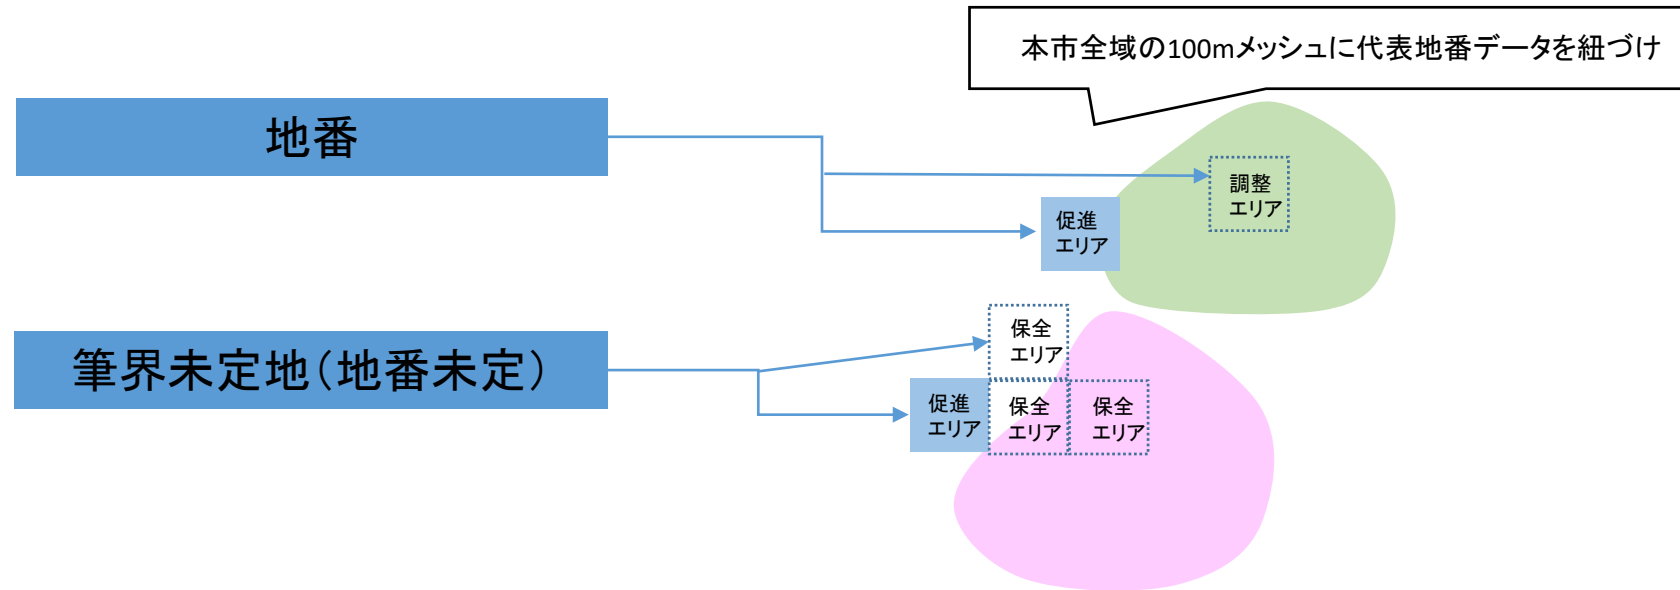 本市全域の100mメッシュに代表地番データを紐づけ
地番
調整
エリア
促進
エリア
保全
エリア
筆界未定地(地番未定)
促進
エリア
保全
エリア
保全
エリア